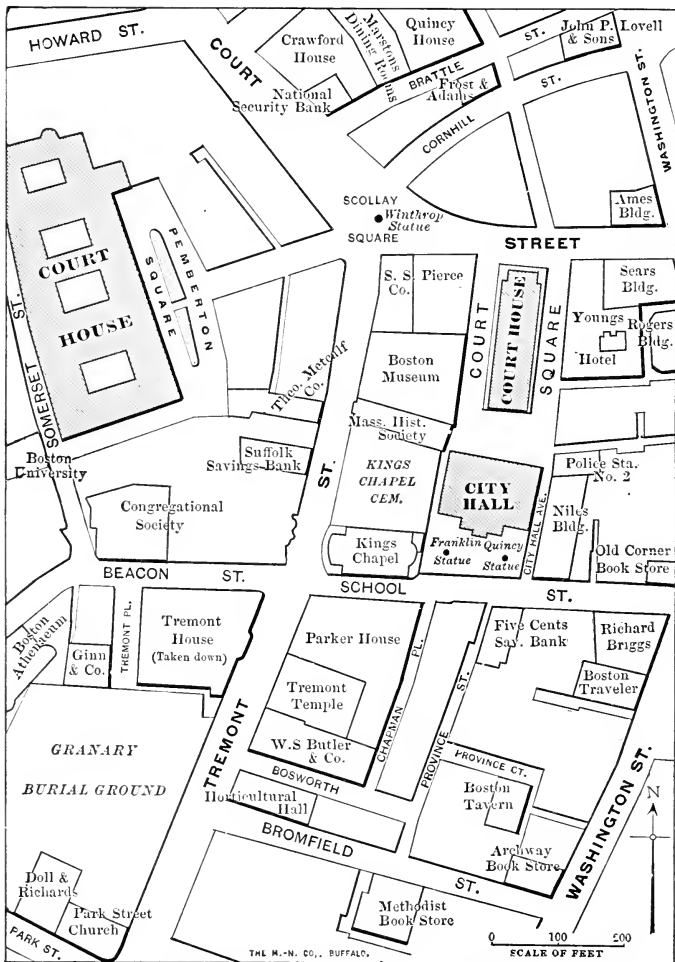 HOWARD ST.
COURT
Crawford
House
Marstons
Dining Rooms
Quincy
House
BRATTLE
ST.
John P. Lovell
& Sons
National
Security Bank
Frost &
Adams
CORNHILL
ST.
WASHINGTON ST.
Ames
Bldg.
SCOLLAY
Winthrop
Statue
SQUARE
STREET
COURT
HOUSE
PEMBERTON
SQUARE
SOMERSET ST.
S. S. Pierce
Co.
COURT
COURT HOUSE
SQUARE
Sears
Bldg.
Youngs
Hotel
Rogers
Bldg.
Boston
Museum
Theo. Metcalf
Co.
Mass. Hist.
Society
Boston
University
Suffolk
Savings Bank
ST.
KINGS
CHAPEL
CEM.
CITY
HALL
Police Sta.
No. 2
CITY HALL AVE.
Niles
Bldg.
Congregational
Society
Kings
Chapel
Franklin
Statue
Quincy
Statue
Old Corner
Book Store
BEACON ST.
SCHOOL ST.
Boston
Athenaeum
Ginn
& Co.
TREMONT PL.
Tremont
House
(Taken down)
Parker House
CHAPMAN PL.
PROVINCE ST.
Five Cents
Sav. Bank
Richard
Briggs
Boston
Traveler
Tremont
Temple
TREMONT
W.S Butler
& Co.
GRANARY
BURIAL GROUND
BOSWORTH
PROVINCE CT.
WASHINGTON ST.
Horticultural
Hall
Boston
Tavern
N
BROMFIELD
ST.
Archway
Book Store
Doll &
Richards
Park Street
Church
PARK ST.
Methodist
Book Store
THE M.-N. CO., BUFFALO.
0 100 200
SCALE OF FEET